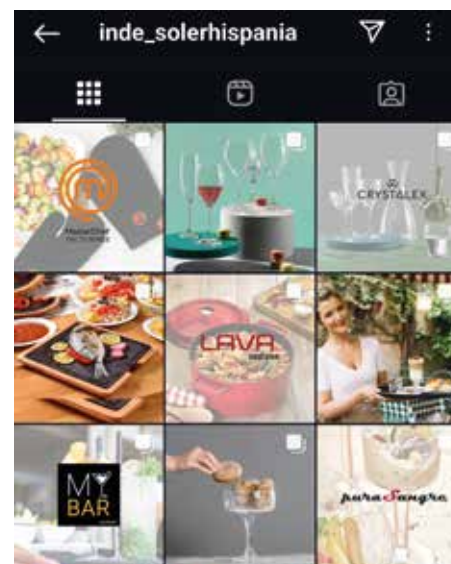 inde_solerhispania
MasterChef
CRYSTALEX
LAVA
MY
BAR
puraSangre